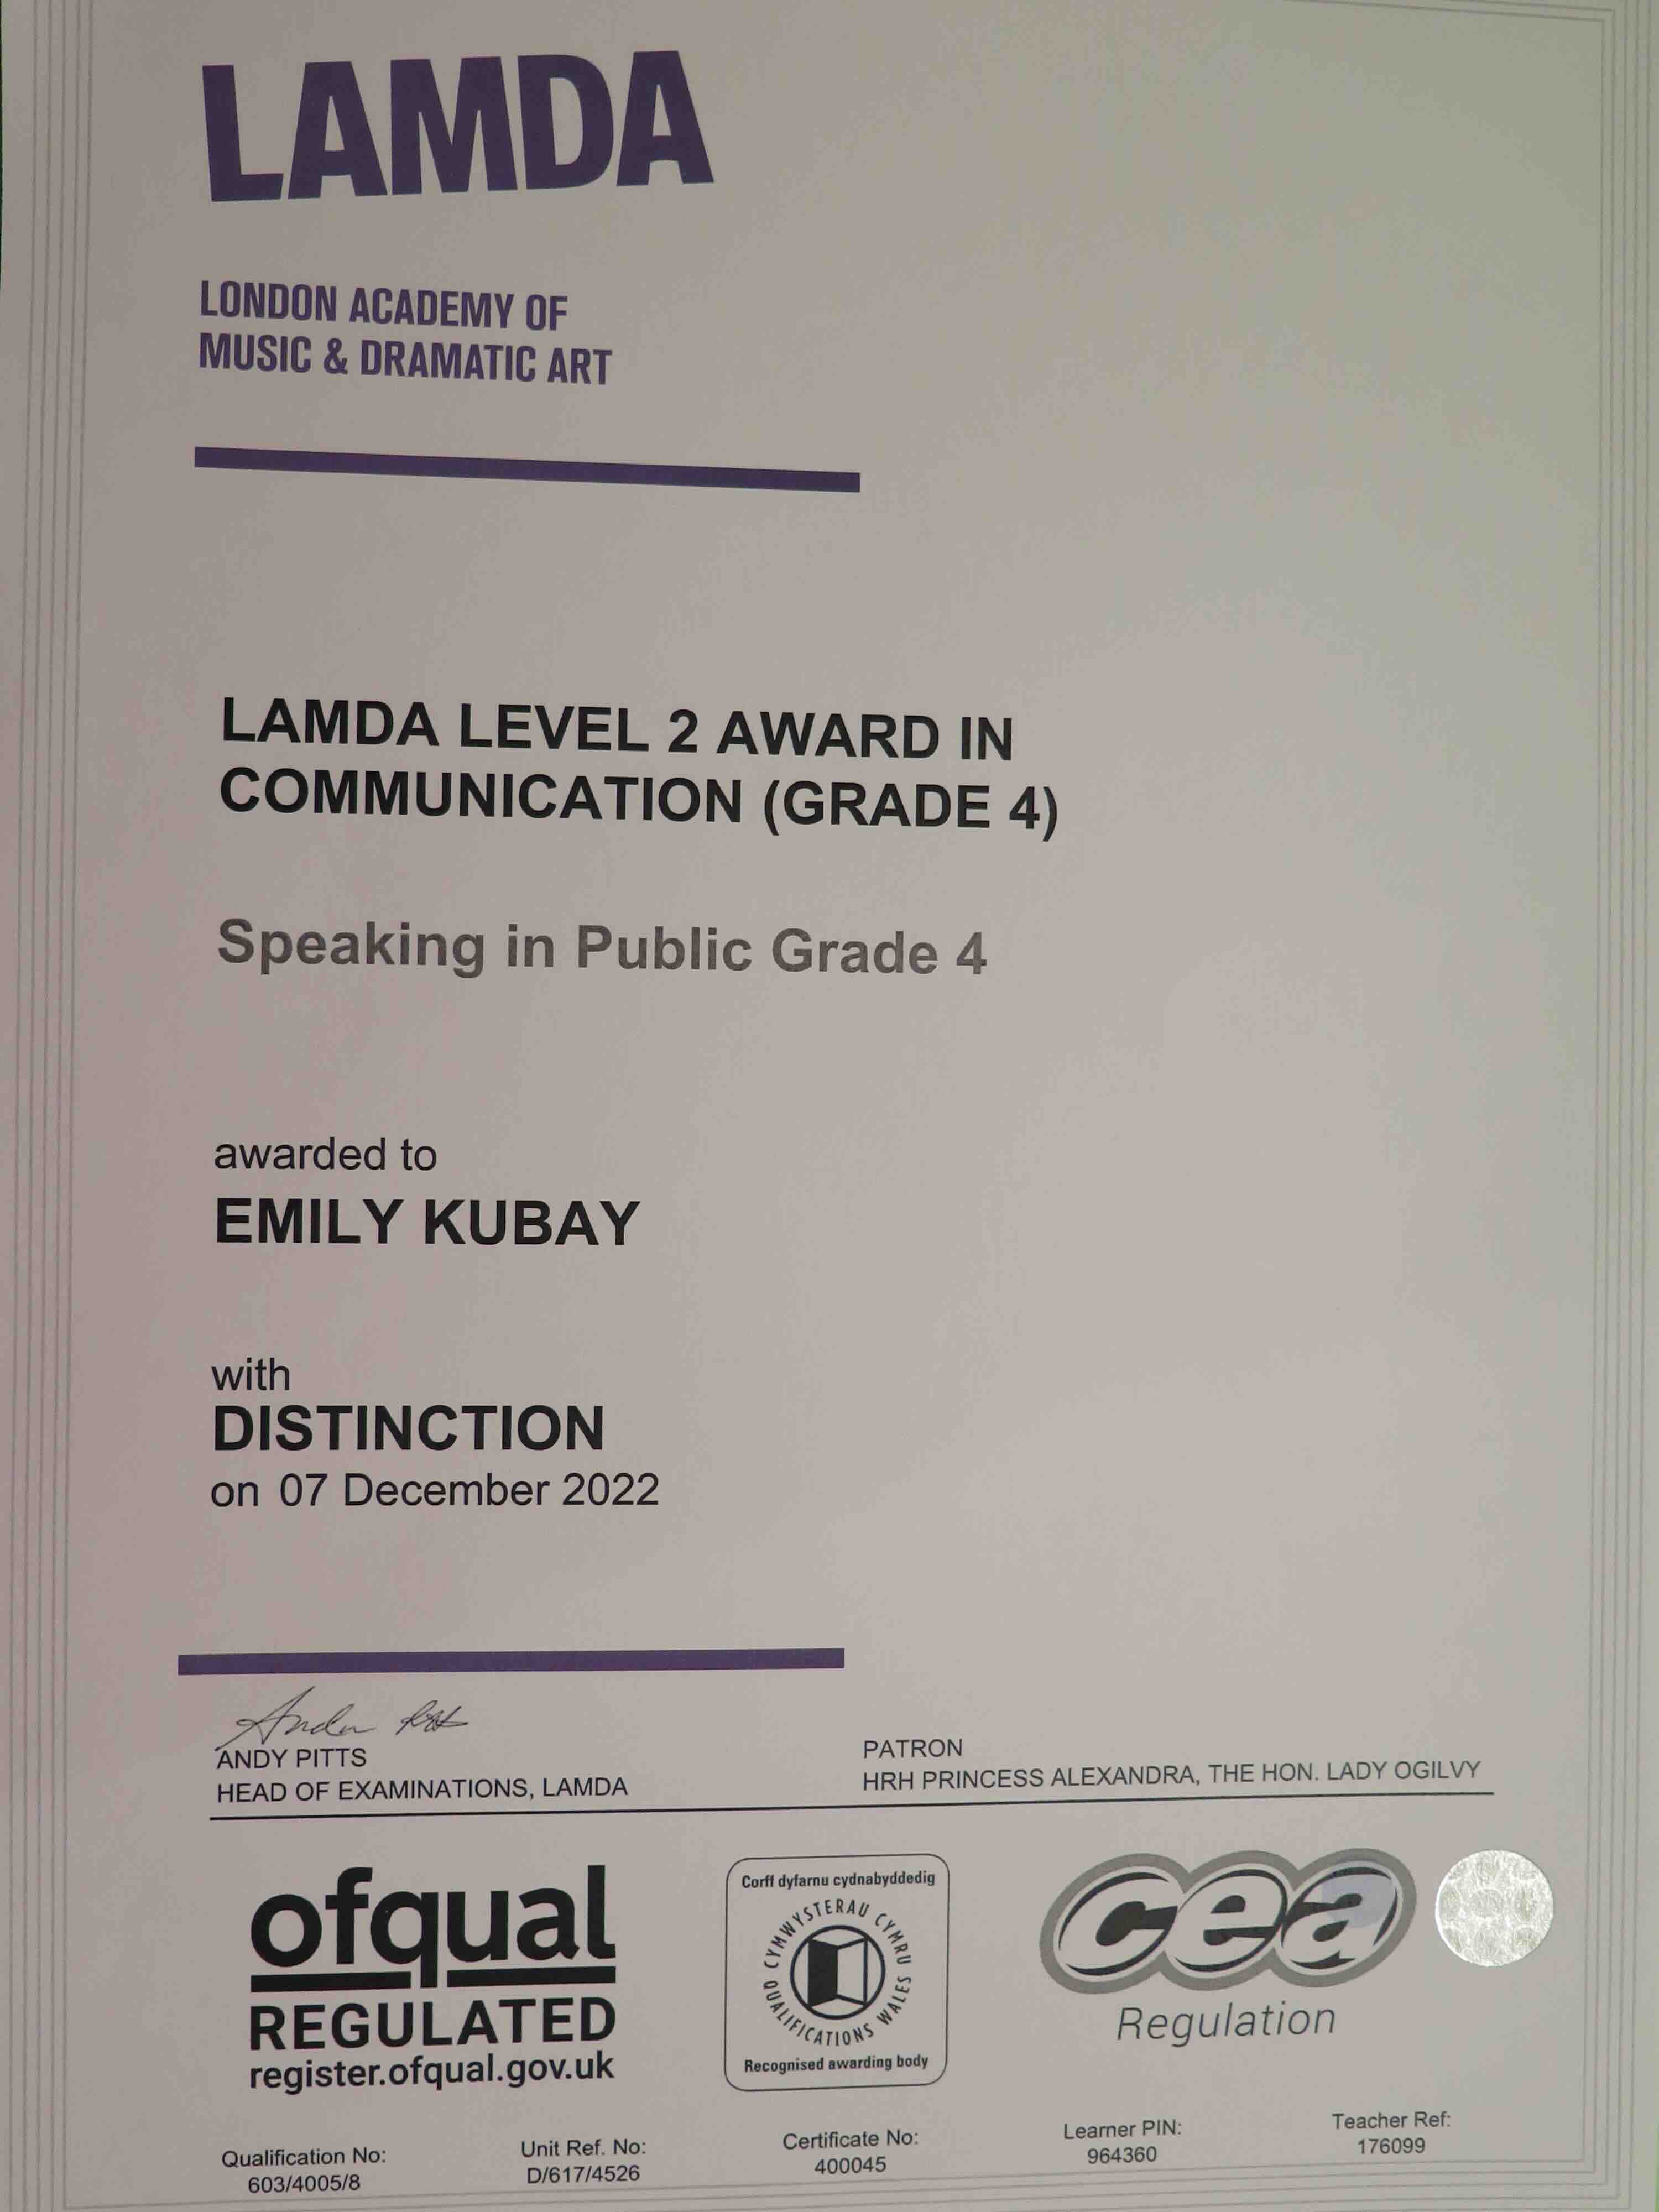 LAMDA
LONDON ACADEMY OF
MUSIC & DRAMATIC ART
LAMDA LEVEL 2 AWARD IN
COMMUNICATION (GRADE 4)
Speaking in Public Grade 4
awarded to
EMILY KUBAY
with
DISTINCTION
on 07 December 2022
ANDY PITTS
HEAD OF EXAMINATIONS, LAMDA
PATRON
HRH PRINCESS ALEXANDRA, THE HON. LADY OGILVY
ofqual
REGULATED
register.ofqual.gov.uk
Corff dyfarnu cydnabyddedig
CYMWYSTERAU CYMRU
QUALIFICATIONS WALES
Recognised awarding body
cea
Regulation
Qualification No:
603/4005/8
Unit Ref. No:
D/617/4526
Certificate No:
400045
Learner PIN:
964360
Teacher Ref:
176099